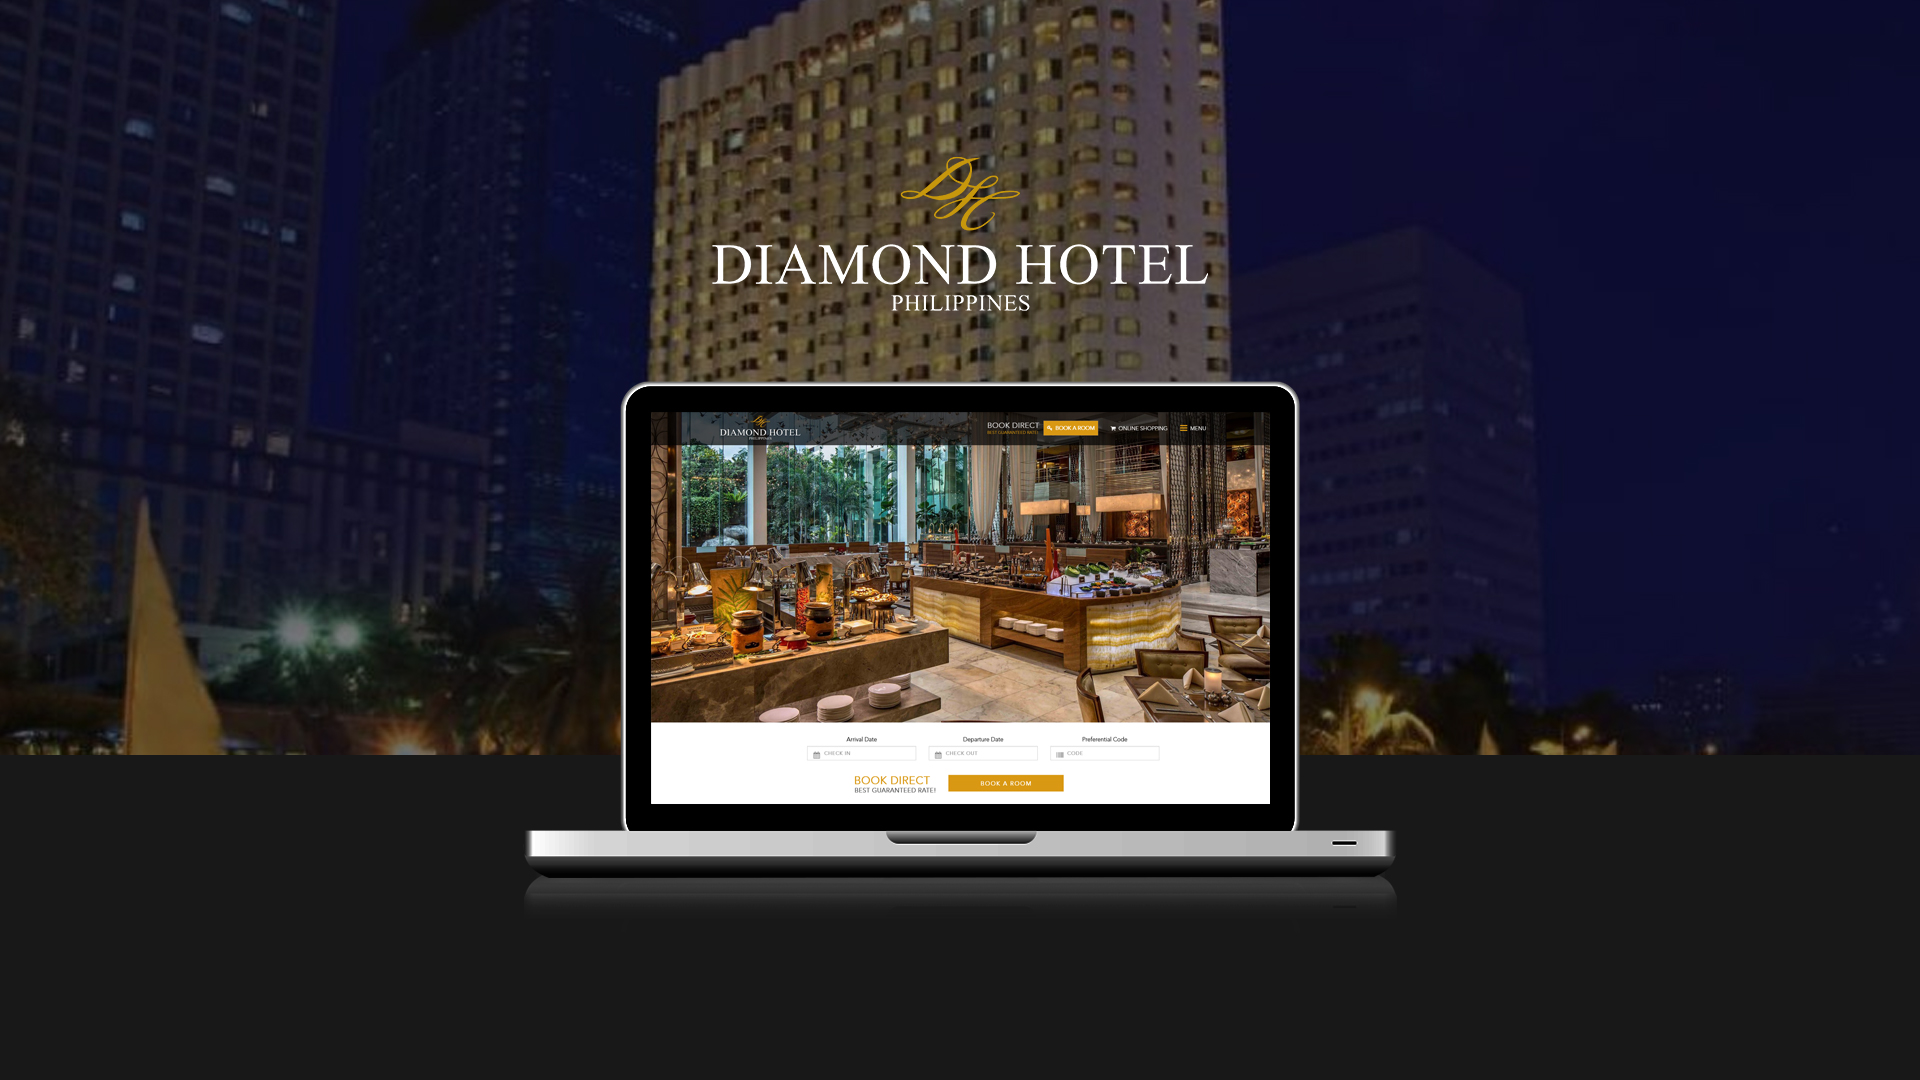 DH
DIAMOND HOTEL
PHILIPPINES
DIAMOND HOTEL
PHILIPPINES
BOOK DIRECT
BEST GUARANTEED RATE!
BOOK A ROOM
ONLINE SHOPPING
MENU
Arrival Date
Departure Date
Preferential Code
CHECK IN
CHECK OUT
CODE
BOOK DIRECT
BEST GUARANTEED RATE!
BOOK A ROOM